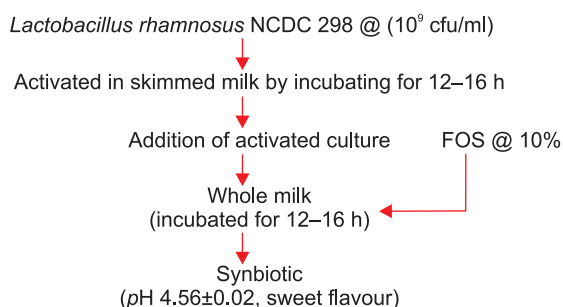 Lactobacillus rhamnosus NCDC 298 @ (10⁹ cfu/ml)
Activated in skimmed milk by incubating for 12–16 h
Addition of activated culture
FOS @ 10%
Whole milk
(incubated for 12–16 h)
Synbiotic
(pH 4.56±0.02, sweet flavour)